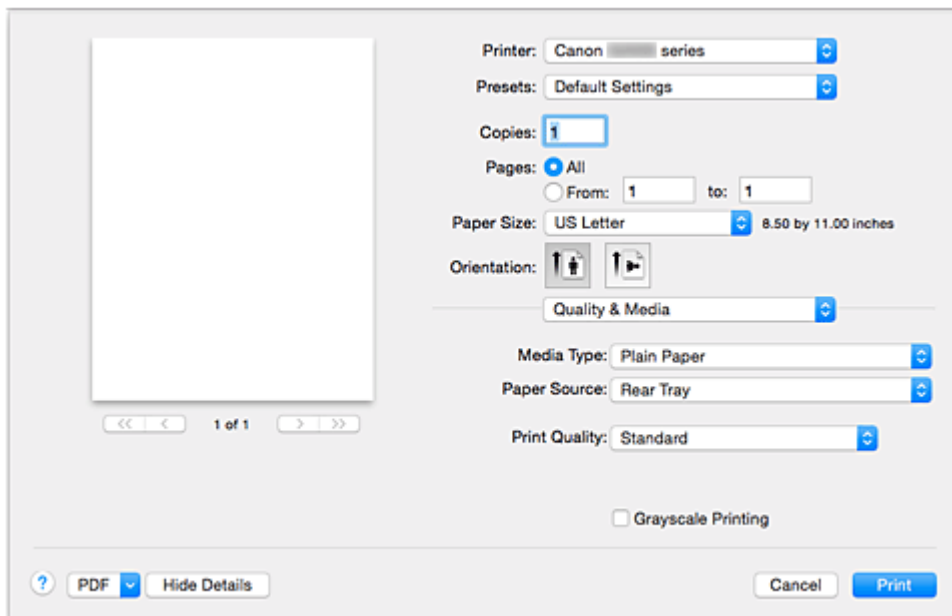 Printer: Canon series
Presets: Default Settings
Copies: 1
Pages: All
From: 1 to: 1
Paper Size: US Letter 8.50 by 11.00 inches
Orientation:
Quality & Media
Media Type: Plain Paper
Paper Source: Rear Tray
<< < 1 of 1 > >>
Print Quality: Standard
Grayscale Printing
? PDF Hide Details Cancel Print